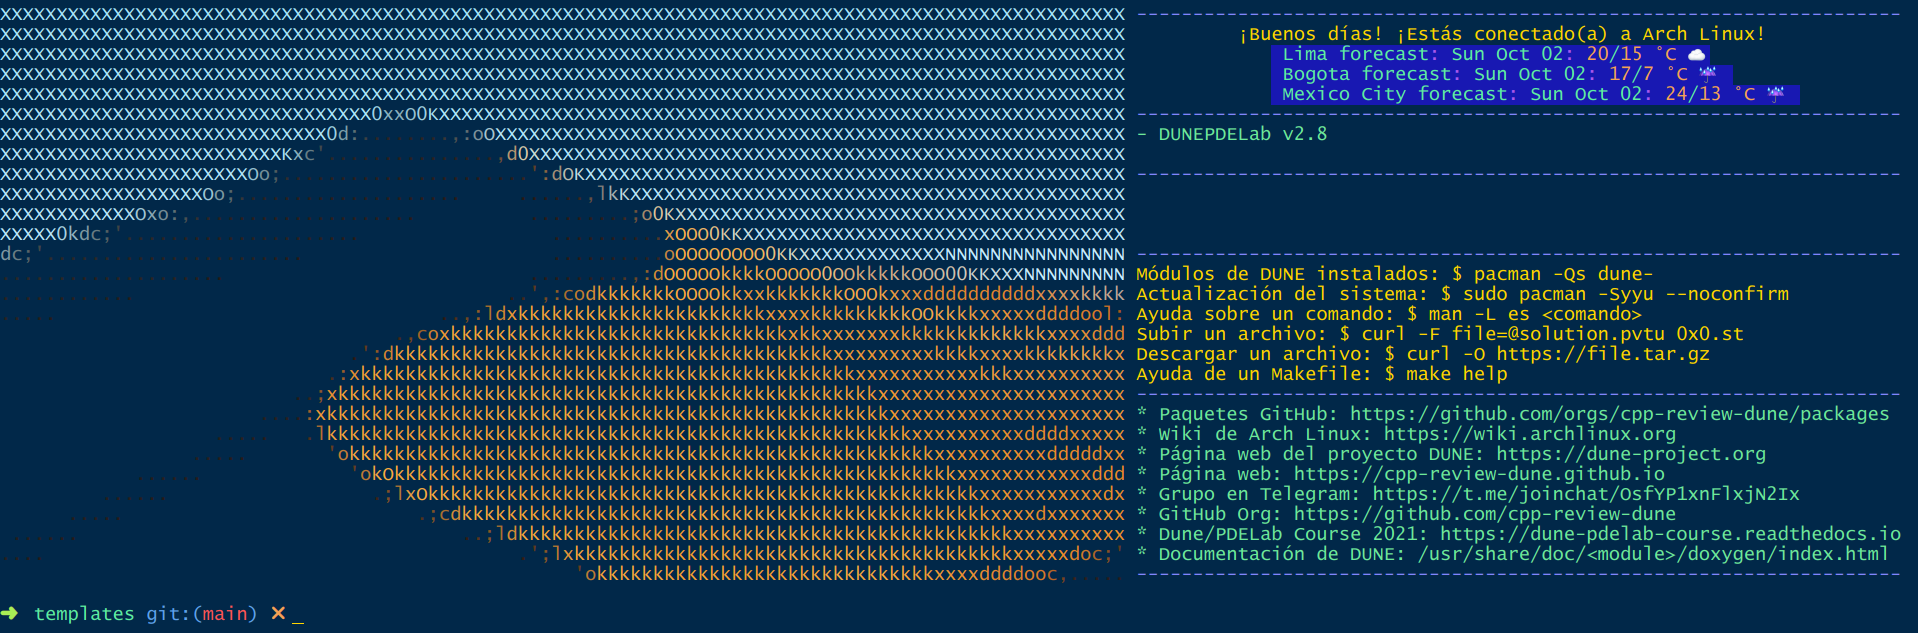 ¡Buenos días! ¡Estás conectado(a) a Arch Linux!
Lima forecast: Sun Oct 02: 20/15 °C ☁️
Bogota forecast: Sun Oct 02: 17/7 °C ☔
Mexico City forecast: Sun Oct 02: 24/13 °C ☔
- DUNEPDELab v2.8
Módulos de DUNE instalados: $ pacman -Qs dune-
Actualización del sistema: $ sudo pacman -Syyu --noconfirm
Ayuda sobre un comando: $ man -L es <comando>
Subir un archivo: $ curl -F file=@solution.pvtu 0x0.st
Descargar un archivo: $ curl -O https://file.tar.gz
Ayuda de un Makefile: $ make help
* Paquetes GitHub: https://github.com/orgs/cpp-review-dune/packages
* Wiki de Arch Linux: https://wiki.archlinux.org
* Página web del proyecto DUNE: https://dune-project.org
* Página web: https://cpp-review-dune.github.io
* Grupo en Telegram: https://t.me/joinchat/OsfYP1xnFlxjN2Ix
* GitHub Org: https://github.com/cpp-review-dune
* Dune/PDELab Course 2021: https://dune-pdelab-course.readthedocs.io
* Documentación de DUNE: /usr/share/doc/<module>/doxygen/index.html
➜ templates git:(main) ✕ _